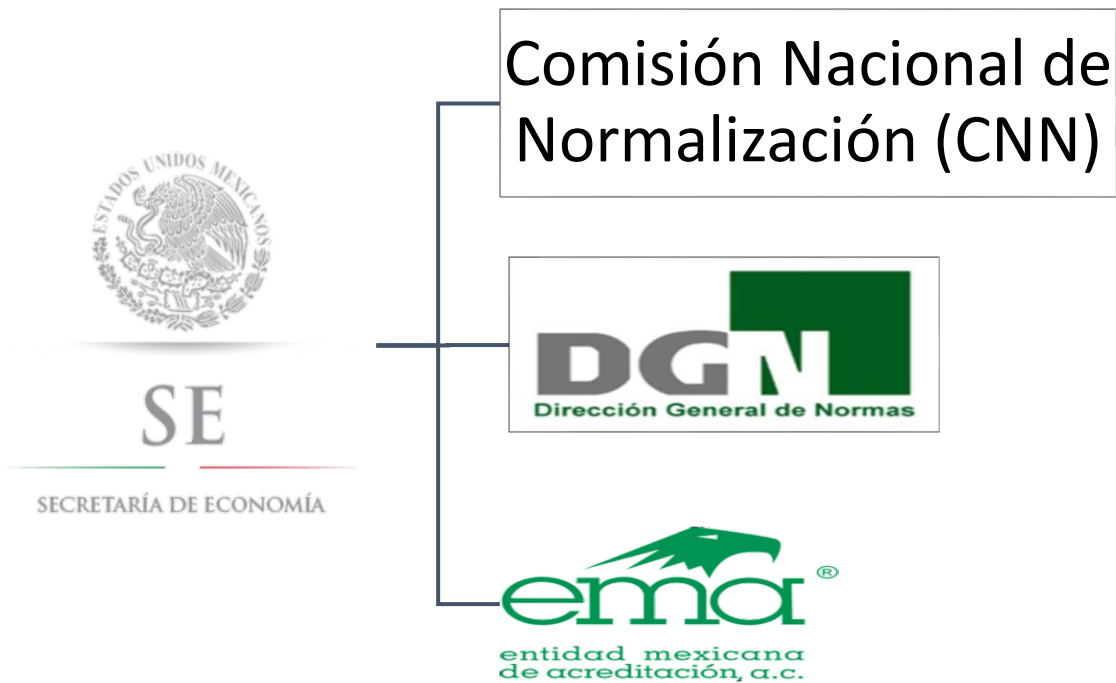 ESTADOS UNIDOS MEXICANOS
SE
SECRETARÍA DE ECONOMÍA
Comisión Nacional de
Normalización (CNN)
DGN
Dirección General de Normas
ema®
entidad mexicana
de acreditación, a.c.